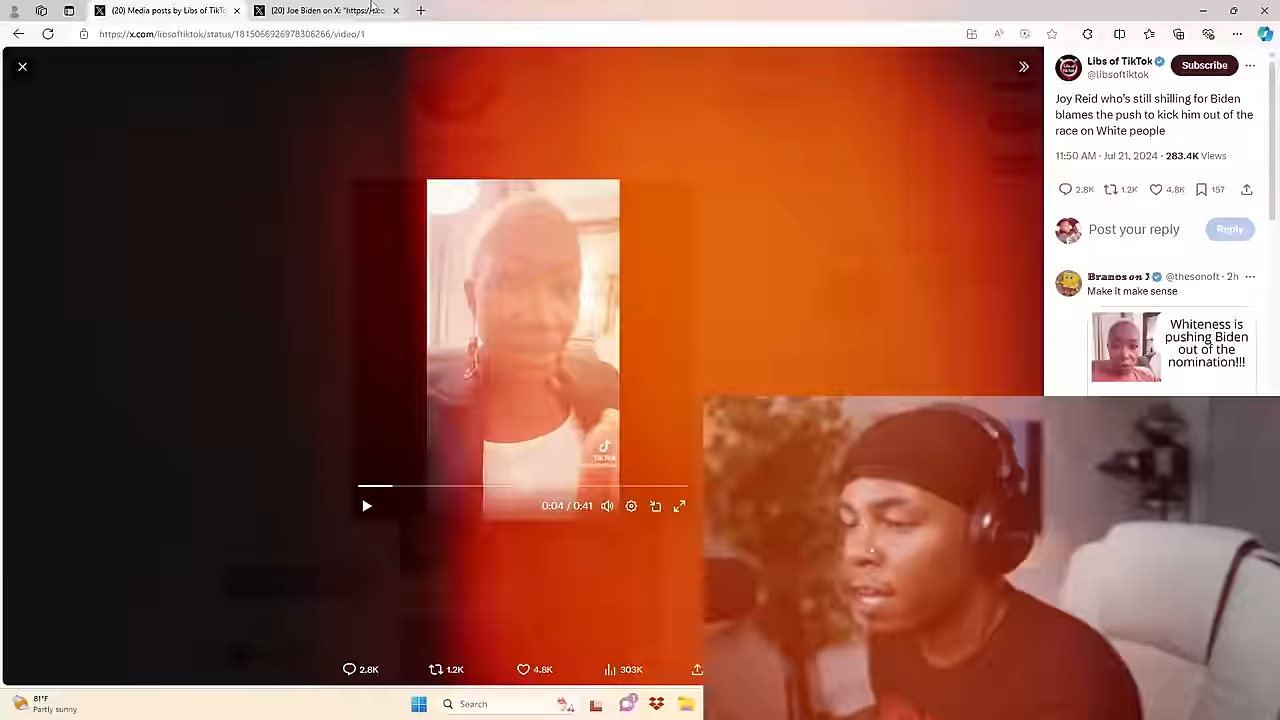 (20) Media posts by Libs of TikTo
(20) Joe Biden on X: "https://t.co
https://x.com/libsoftiktok/status/1815066926978306266/video/1
Libs of TikTok
@libsoftiktok
Subscribe
Joy Reid who's still shilling for Biden
blames the push to kick him out of the
race on White people
11:50 AM · Jul 21, 2024 · 283.4K Views
2.8K 1.2K 4.8K 157
Post your reply
Reply
@thesonoft · 2h
Make it make sense
Whiteness is
pushing Biden
out of the
nomination!!!
TikTok
0:04 / 0:41
2.8K 1.2K 4.8K 303K
81°F
Partly sunny
Search